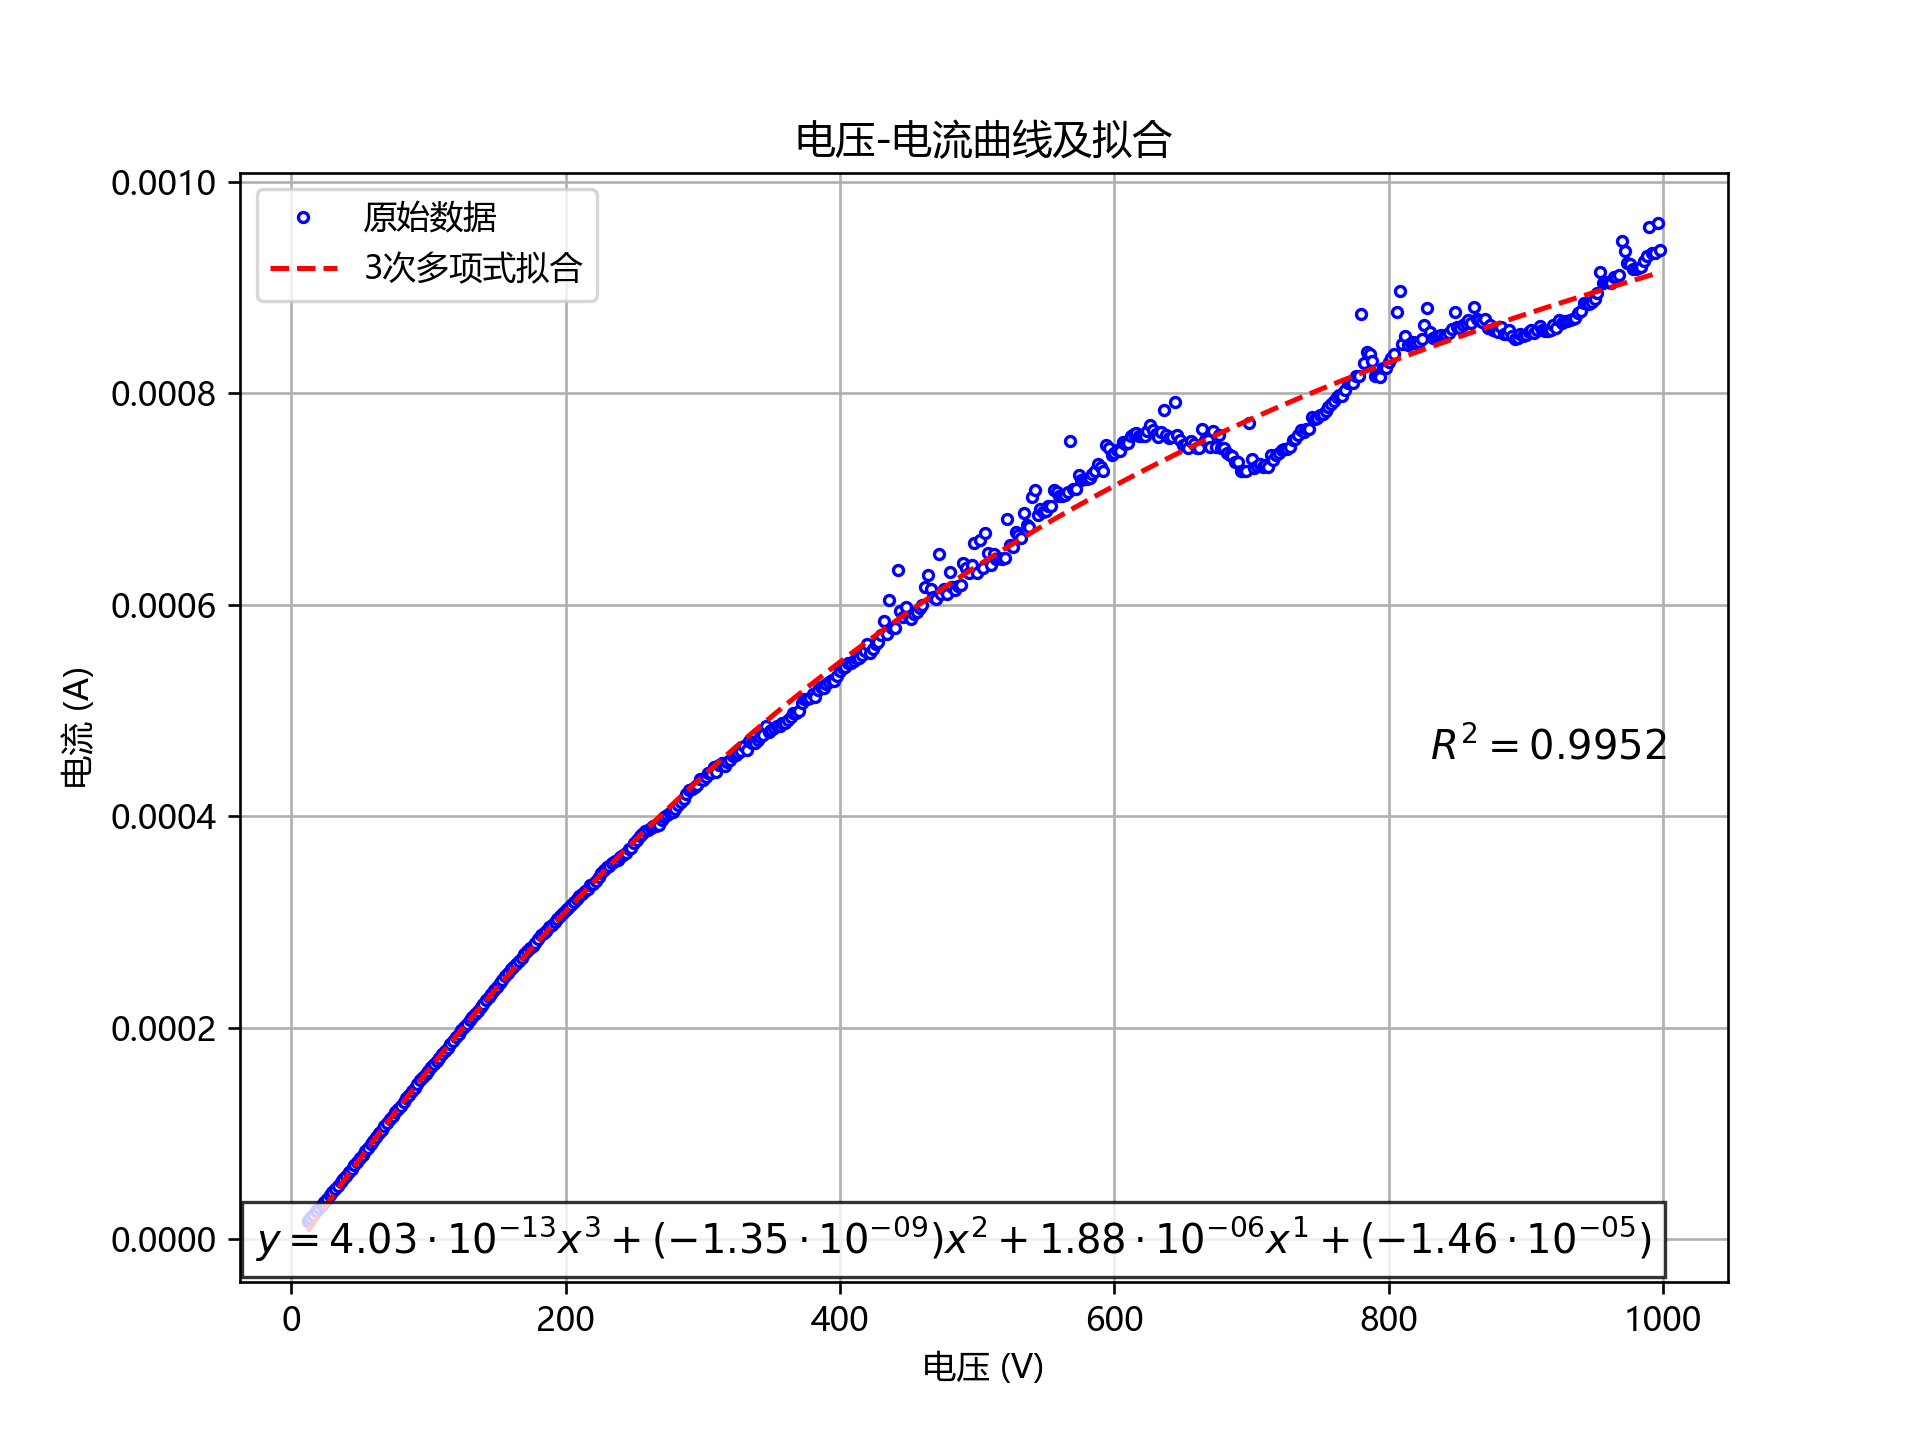 电压-电流曲线及拟合
原始数据
3次多项式拟合
0.0010
0.0008
0.0006
0.0004
0.0002
0.0000
电流 (A)
R² = 0.9952
y = 4.03 · 10⁻¹³x³ + (−1.35 · 10⁻⁰⁹)x² + 1.88 · 10⁻⁰⁶x¹ + (−1.46 · 10⁻⁰⁵)
0 200 400 600 800 1000
电压 (V)